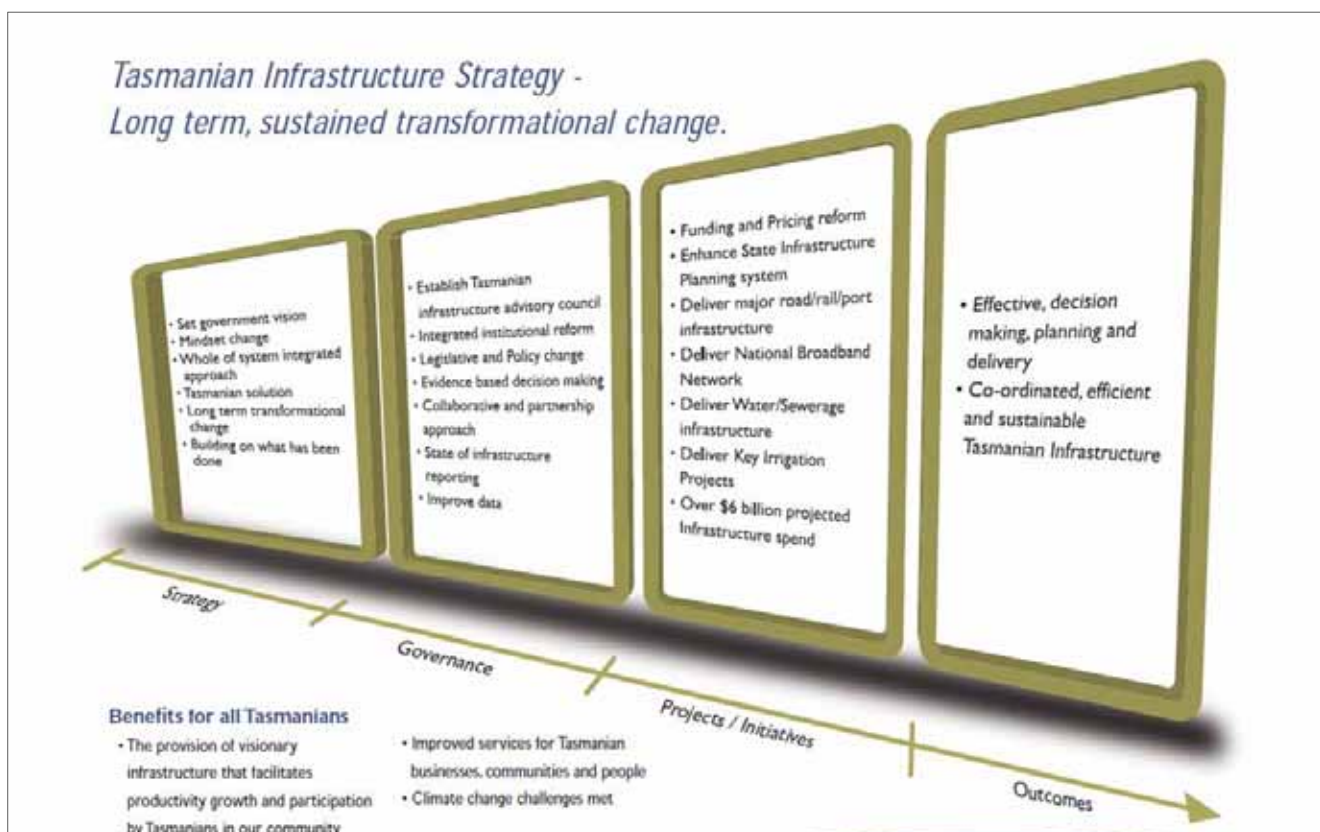 Tasmanian Infrastructure Strategy -
Long term, sustained transformational change.
• Set government vision
• Mindset change
• Whole of system integrated
approach
• Tasmanian solution
• Long term transformational
change
• Building on what has been
done
• Establish Tasmanian
infrastructure advisory council
• Integrated institutional reform
• Legislative and Policy change
• Evidence based decision making
• Collaborative and partnership
approach
• State of infrastructure
reporting
• Improve data
• Funding and Pricing reform
• Enhance State Infrastructure
Planning system
• Deliver major road/rail/port
infrastructure
• Deliver National Broadband
Network
• Deliver Water/Sewerage
infrastructure
• Deliver Key Irrigation
Projects
• Over $6 billion projected
Infrastructure spend
• Effective, decision
making, planning and
delivery
• Co-ordinated, efficient
and sustainable
Tasmanian Infrastructure
Strategy
Governance
Projects / Initiatives
Outcomes
Benefits for all Tasmanians
• The provision of visionary
infrastructure that facilitates
productivity growth and participation
by Tasmanians in our community
• Improved services for Tasmanian
businesses, communities and people
• Climate change challenges met